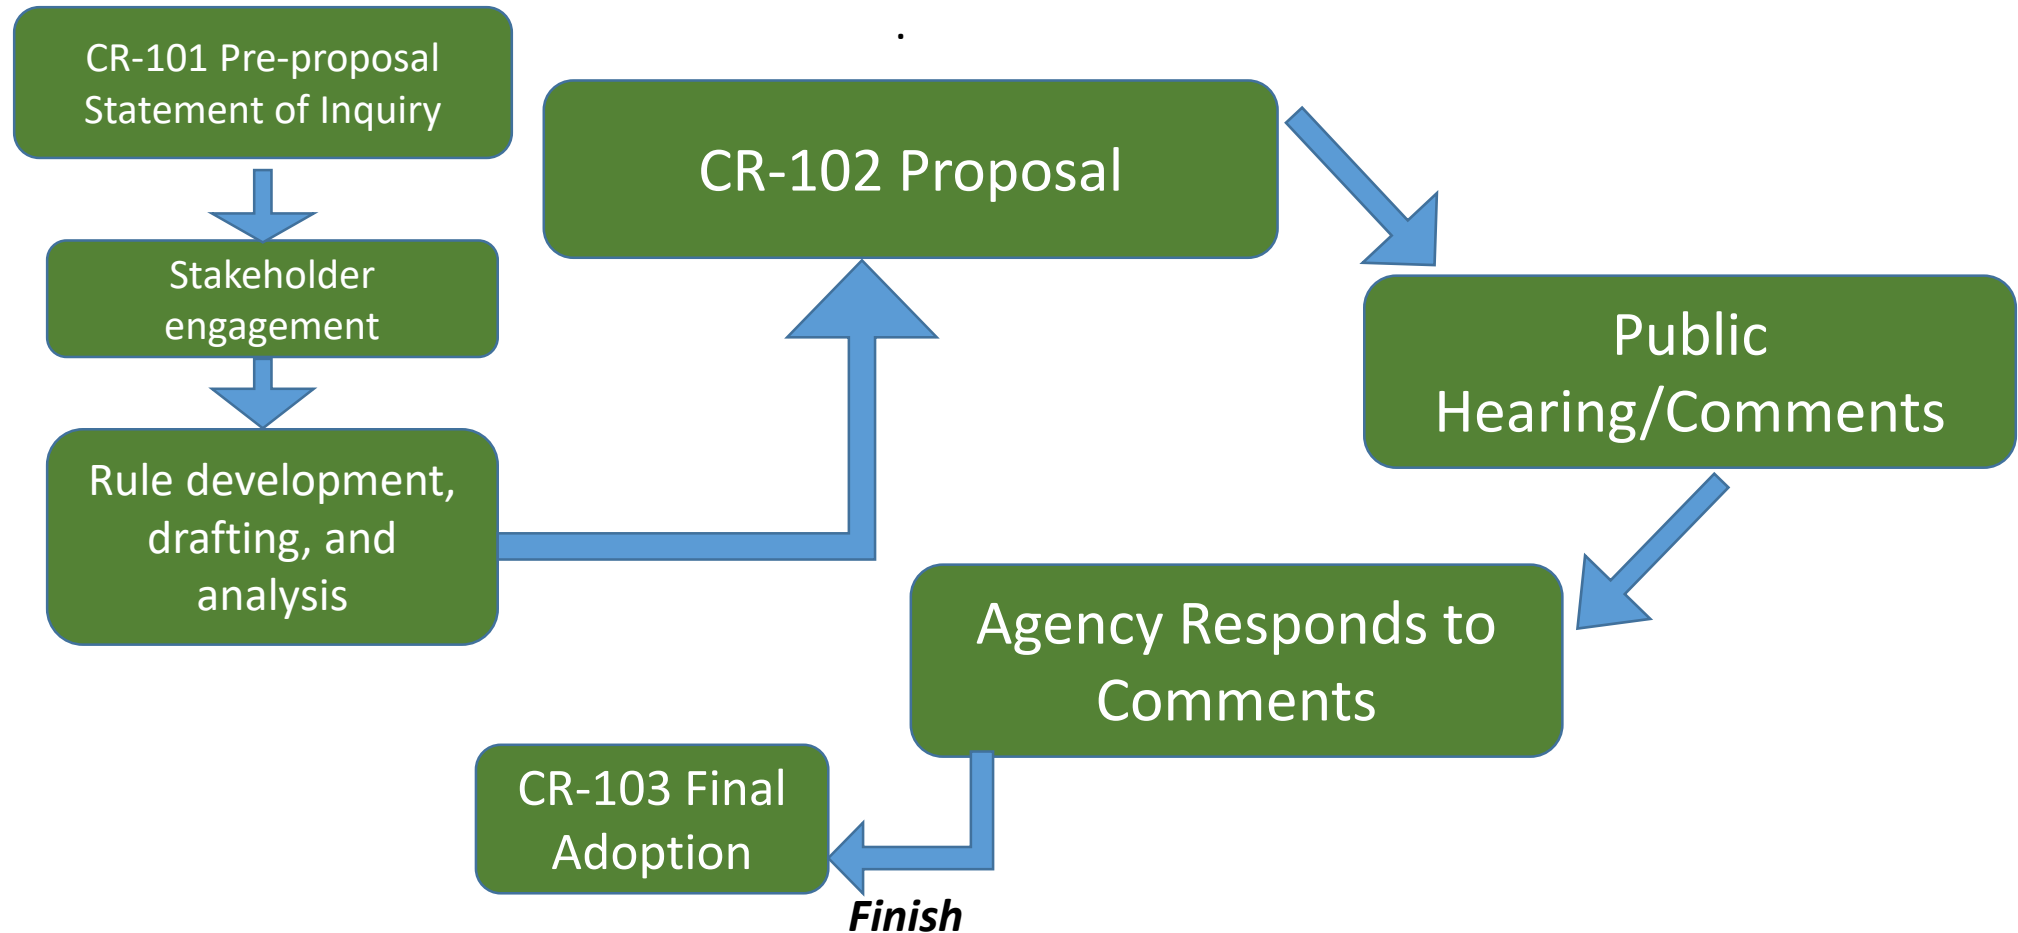 CR-101 Pre-proposal
Statement of Inquiry
Stakeholder
engagement
Rule development,
drafting, and
analysis
.
CR-102 Proposal
Public
Hearing/Comments
Agency Responds to
Comments
CR-103 Final
Adoption
Finish